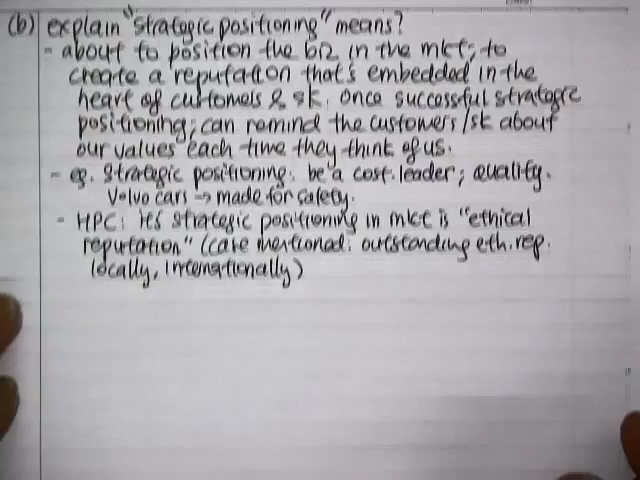 (b) explain "strategic positioning" means?
- about to position the biz in the mkt; to
create a reputation that's embedded in the
heart of customers & sk. Once successful strategic
positioning; can remind the customers/sk about
our values each time they think of us.
- eg. Strategic positioning: be a cost leader; quality.
Volvo cars → made for safety.
- HPC: its strategic positioning in mkt is "ethical
reputation" (case mentioned: outstanding eth. rep.
locally, internationally)